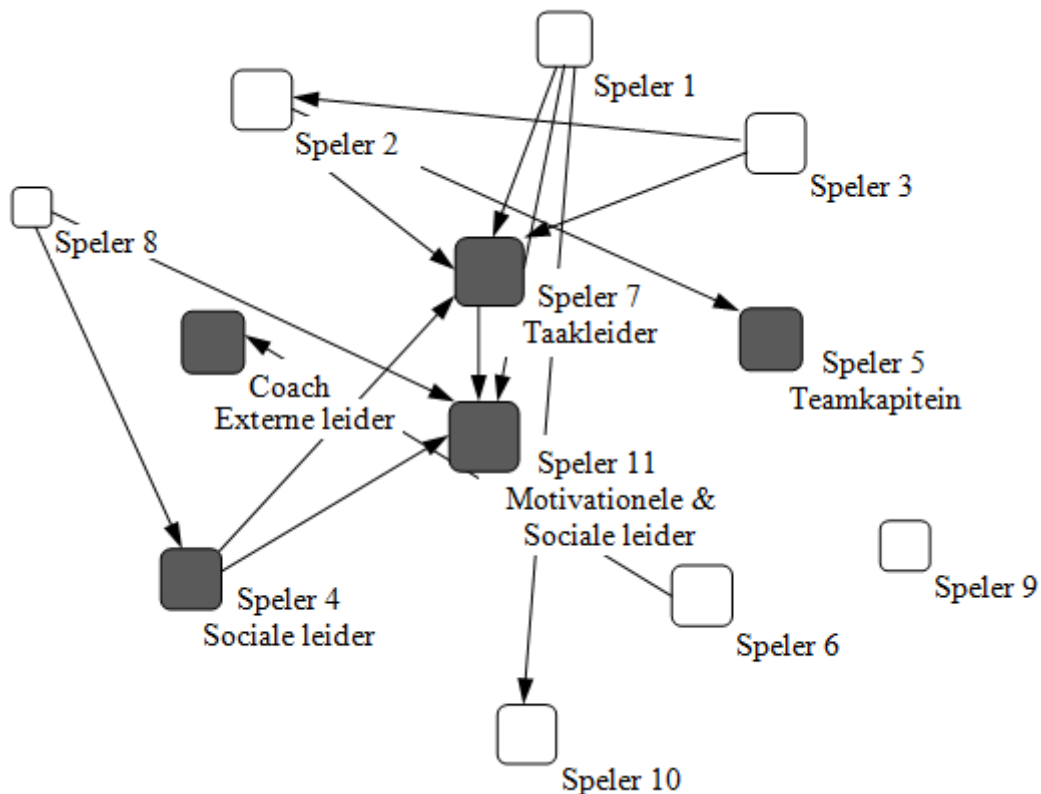 Speler 1
Speler 2
Speler 3
Speler 8
Speler 7
Taakleider
Speler 5
Teamkapitein
Coach
Externe leider
Speler 11
Motivationele &
Sociale leider
Speler 9
Speler 4
Sociale leider
Speler 6
Speler 10